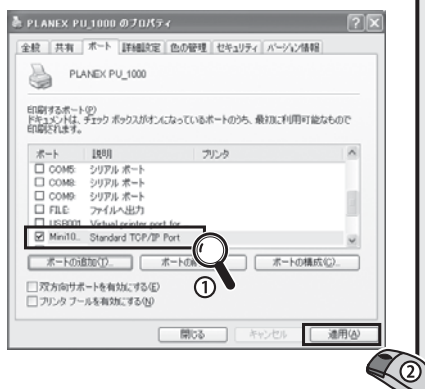 PLANEX PU_1000 のプロパティ
全般 共有 ポート 詳細設定 色の管理 セキュリティ バージョン情報
PLANEX PU_1000
印刷するポート(P)
ドキュメントは、チェック ボックスがオンになっているポートのうち、最初に利用可能なもので
印刷されます。
ポート 説明 プリンタ
COM5: シリアル ポート
COM8: シリアル ポート
COM9: シリアル ポート
FILE: ファイルへ出力
USB001 Virtual printer port for
Mini10... Standard TCP/IP Port
ポートの追加(T)... ポートの ポートの構成(C)...
双方向サポートを有効にする(E)
プリンタ プールを有効にする(N)
①
閉じる キャンセル 適用(A)
②